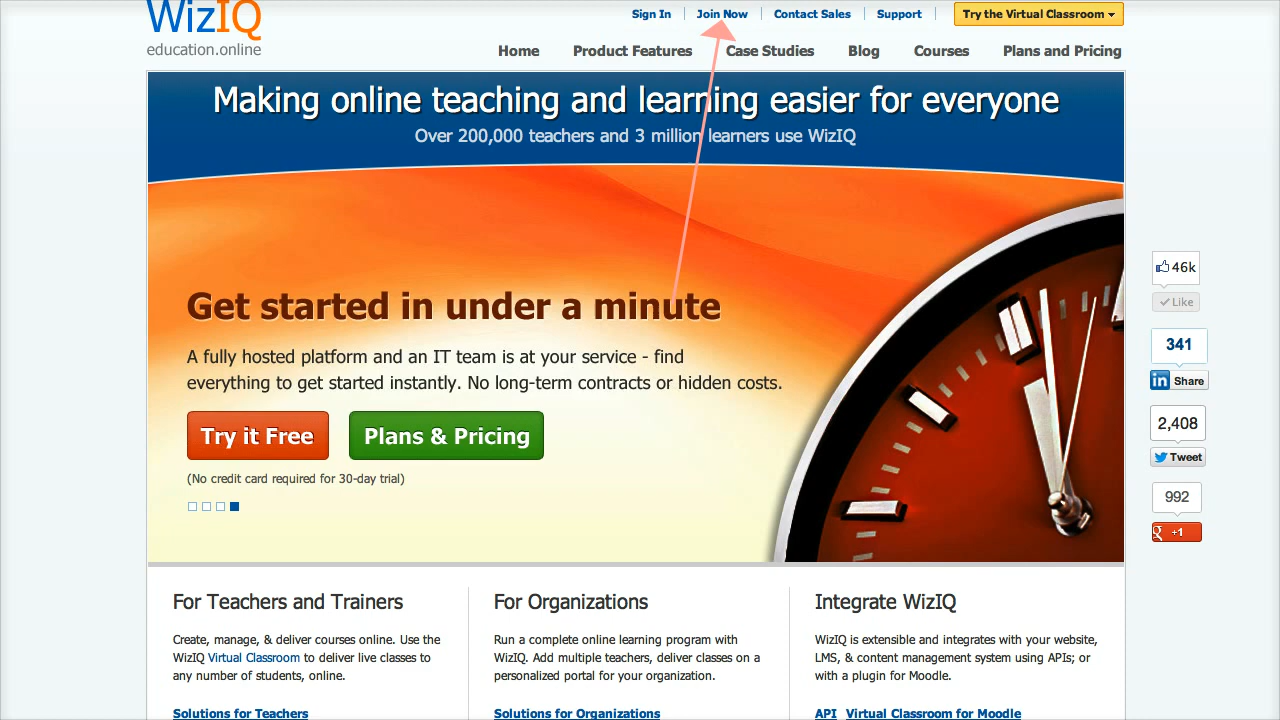 WizIQ
education.online
Sign In
Join Now
Contact Sales
Support
Try the Virtual Classroom
Home
Product Features
Case Studies
Blog
Courses
Plans and Pricing
Making online teaching and learning easier for everyone
Over 200,000 teachers and 3 million learners use WizIQ
Get started in under a minute
A fully hosted platform and an IT team is at your service - find
everything to get started instantly. No long-term contracts or hidden costs.
Try it Free
Plans & Pricing
(No credit card required for 30-day trial)
46k
Like
341
in Share
2,408
Tweet
992
g +1
For Teachers and Trainers
Create, manage, & deliver courses online. Use the
WizIQ Virtual Classroom to deliver live classes to
any number of students, online.
Solutions for Teachers
For Organizations
Run a complete online learning program with
WizIQ. Add multiple teachers, deliver classes on a
personalized portal for your organization.
Solutions for Organizations
Integrate WizIQ
WizIQ is extensible and integrates with your website,
LMS, & content management system using APIs; or
with a plugin for Moodle.
API Virtual Classroom for Moodle